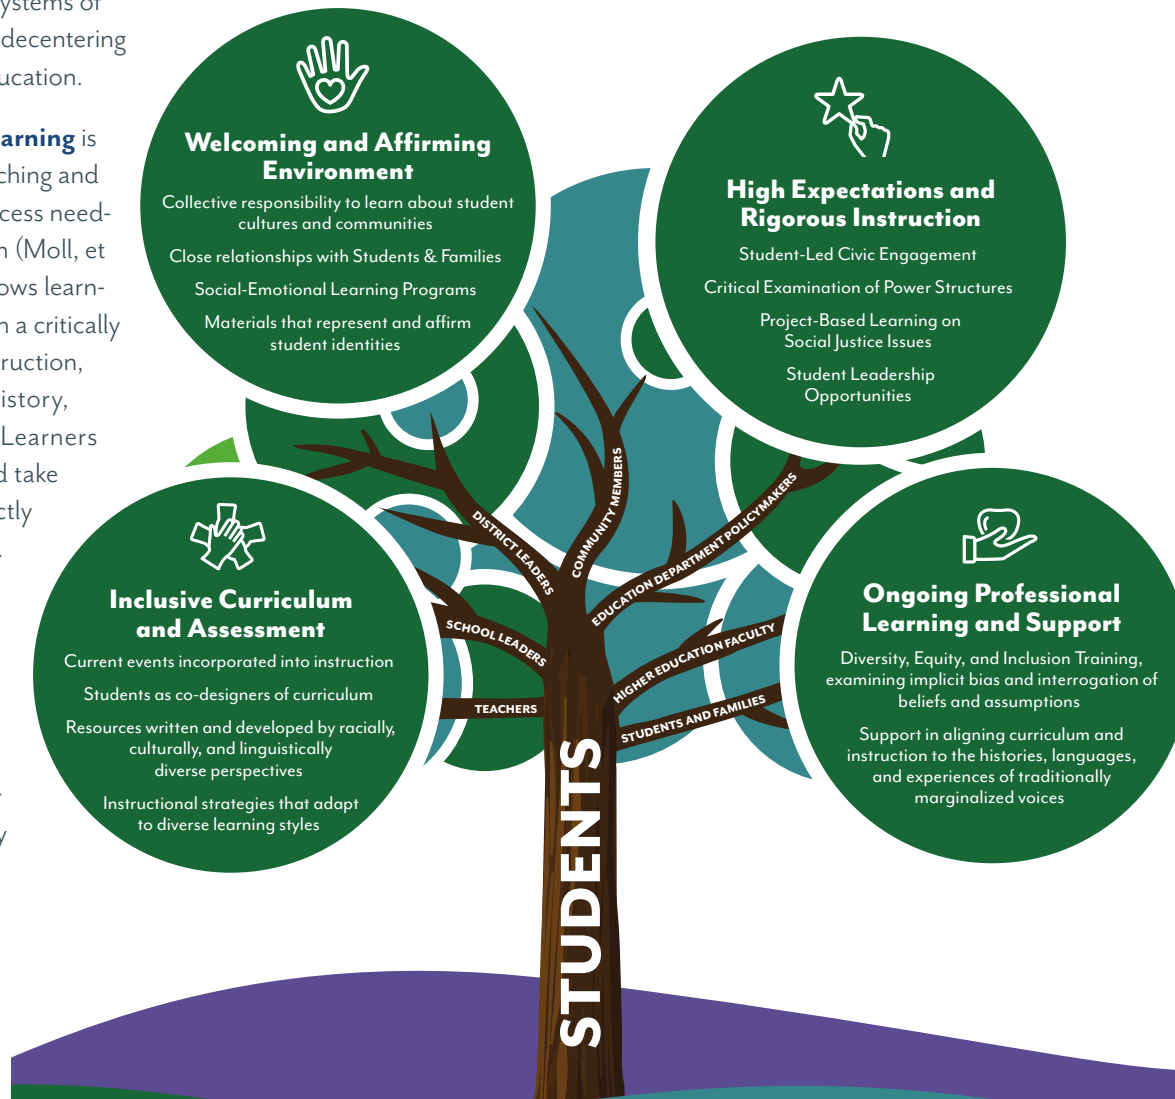 ystems of
decentering
ucation.
arning is
ching and
cess need-
n (Moll, et
ows learn-
n a critically
ruction,
istory,
Learners
d take
ctly
y
Welcoming and Affirming
Environment
Collective responsibility to learn about student
cultures and communities
Close relationships with Students & Families
Social-Emotional Learning Programs
Materials that represent and affirm
student identities
High Expectations and
Rigorous Instruction
Student-Led Civic Engagement
Critical Examination of Power Structures
Project-Based Learning on
Social Justice Issues
Student Leadership
Opportunities
Inclusive Curriculum
and Assessment
Current events incorporated into instruction
Students as co-designers of curriculum
Resources written and developed by racially,
culturally, and linguistically
diverse perspectives
Instructional strategies that adapt
to diverse learning styles
Ongoing Professional
Learning and Support
Diversity, Equity, and Inclusion Training,
examining implicit bias and interrogation of
beliefs and assumptions
Support in aligning curriculum and
instruction to the histories, languages,
and experiences of traditionally
marginalized voices
DISTRICT LEADERS
COMMUNITY MEMBERS
EDUCATION DEPARTMENT POLICYMAKERS
SCHOOL LEADERS
HIGHER EDUCATION FACULTY
TEACHERS
STUDENTS AND FAMILIES
STUDENTS